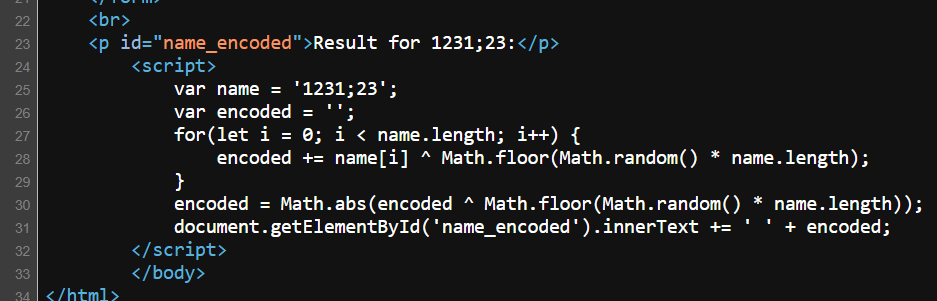 21 </form>
22 <br>
23 <p id="name_encoded">Result for 1231;23:</p>
24 <script>
25 var name = '1231;23';
26 var encoded = '';
27 for(let i = 0; i < name.length; i++) {
28 encoded += name[i] ^ Math.floor(Math.random() * name.length);
29 }
30 encoded = Math.abs(encoded ^ Math.floor(Math.random() * name.length));
31 document.getElementById('name_encoded').innerText += ' ' + encoded;
32 </script>
33 </body>
34 </html>